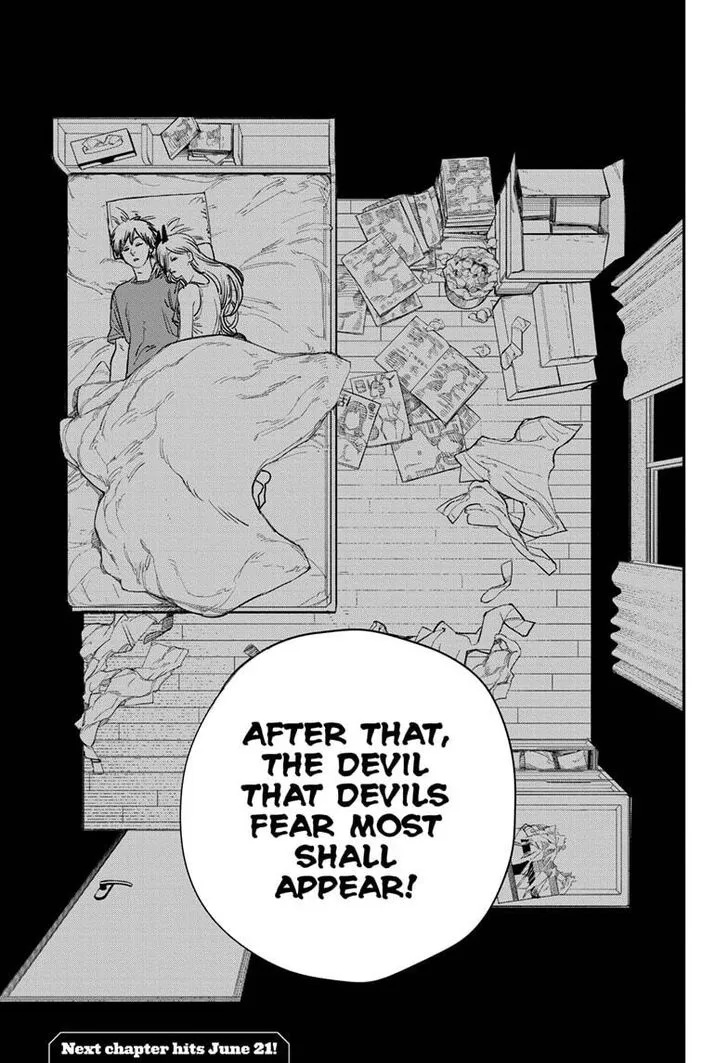 AFTER THAT,
THE DEVIL
THAT DEVILS
FEAR MOST
SHALL
APPEAR!
Next chapter hits June 21!